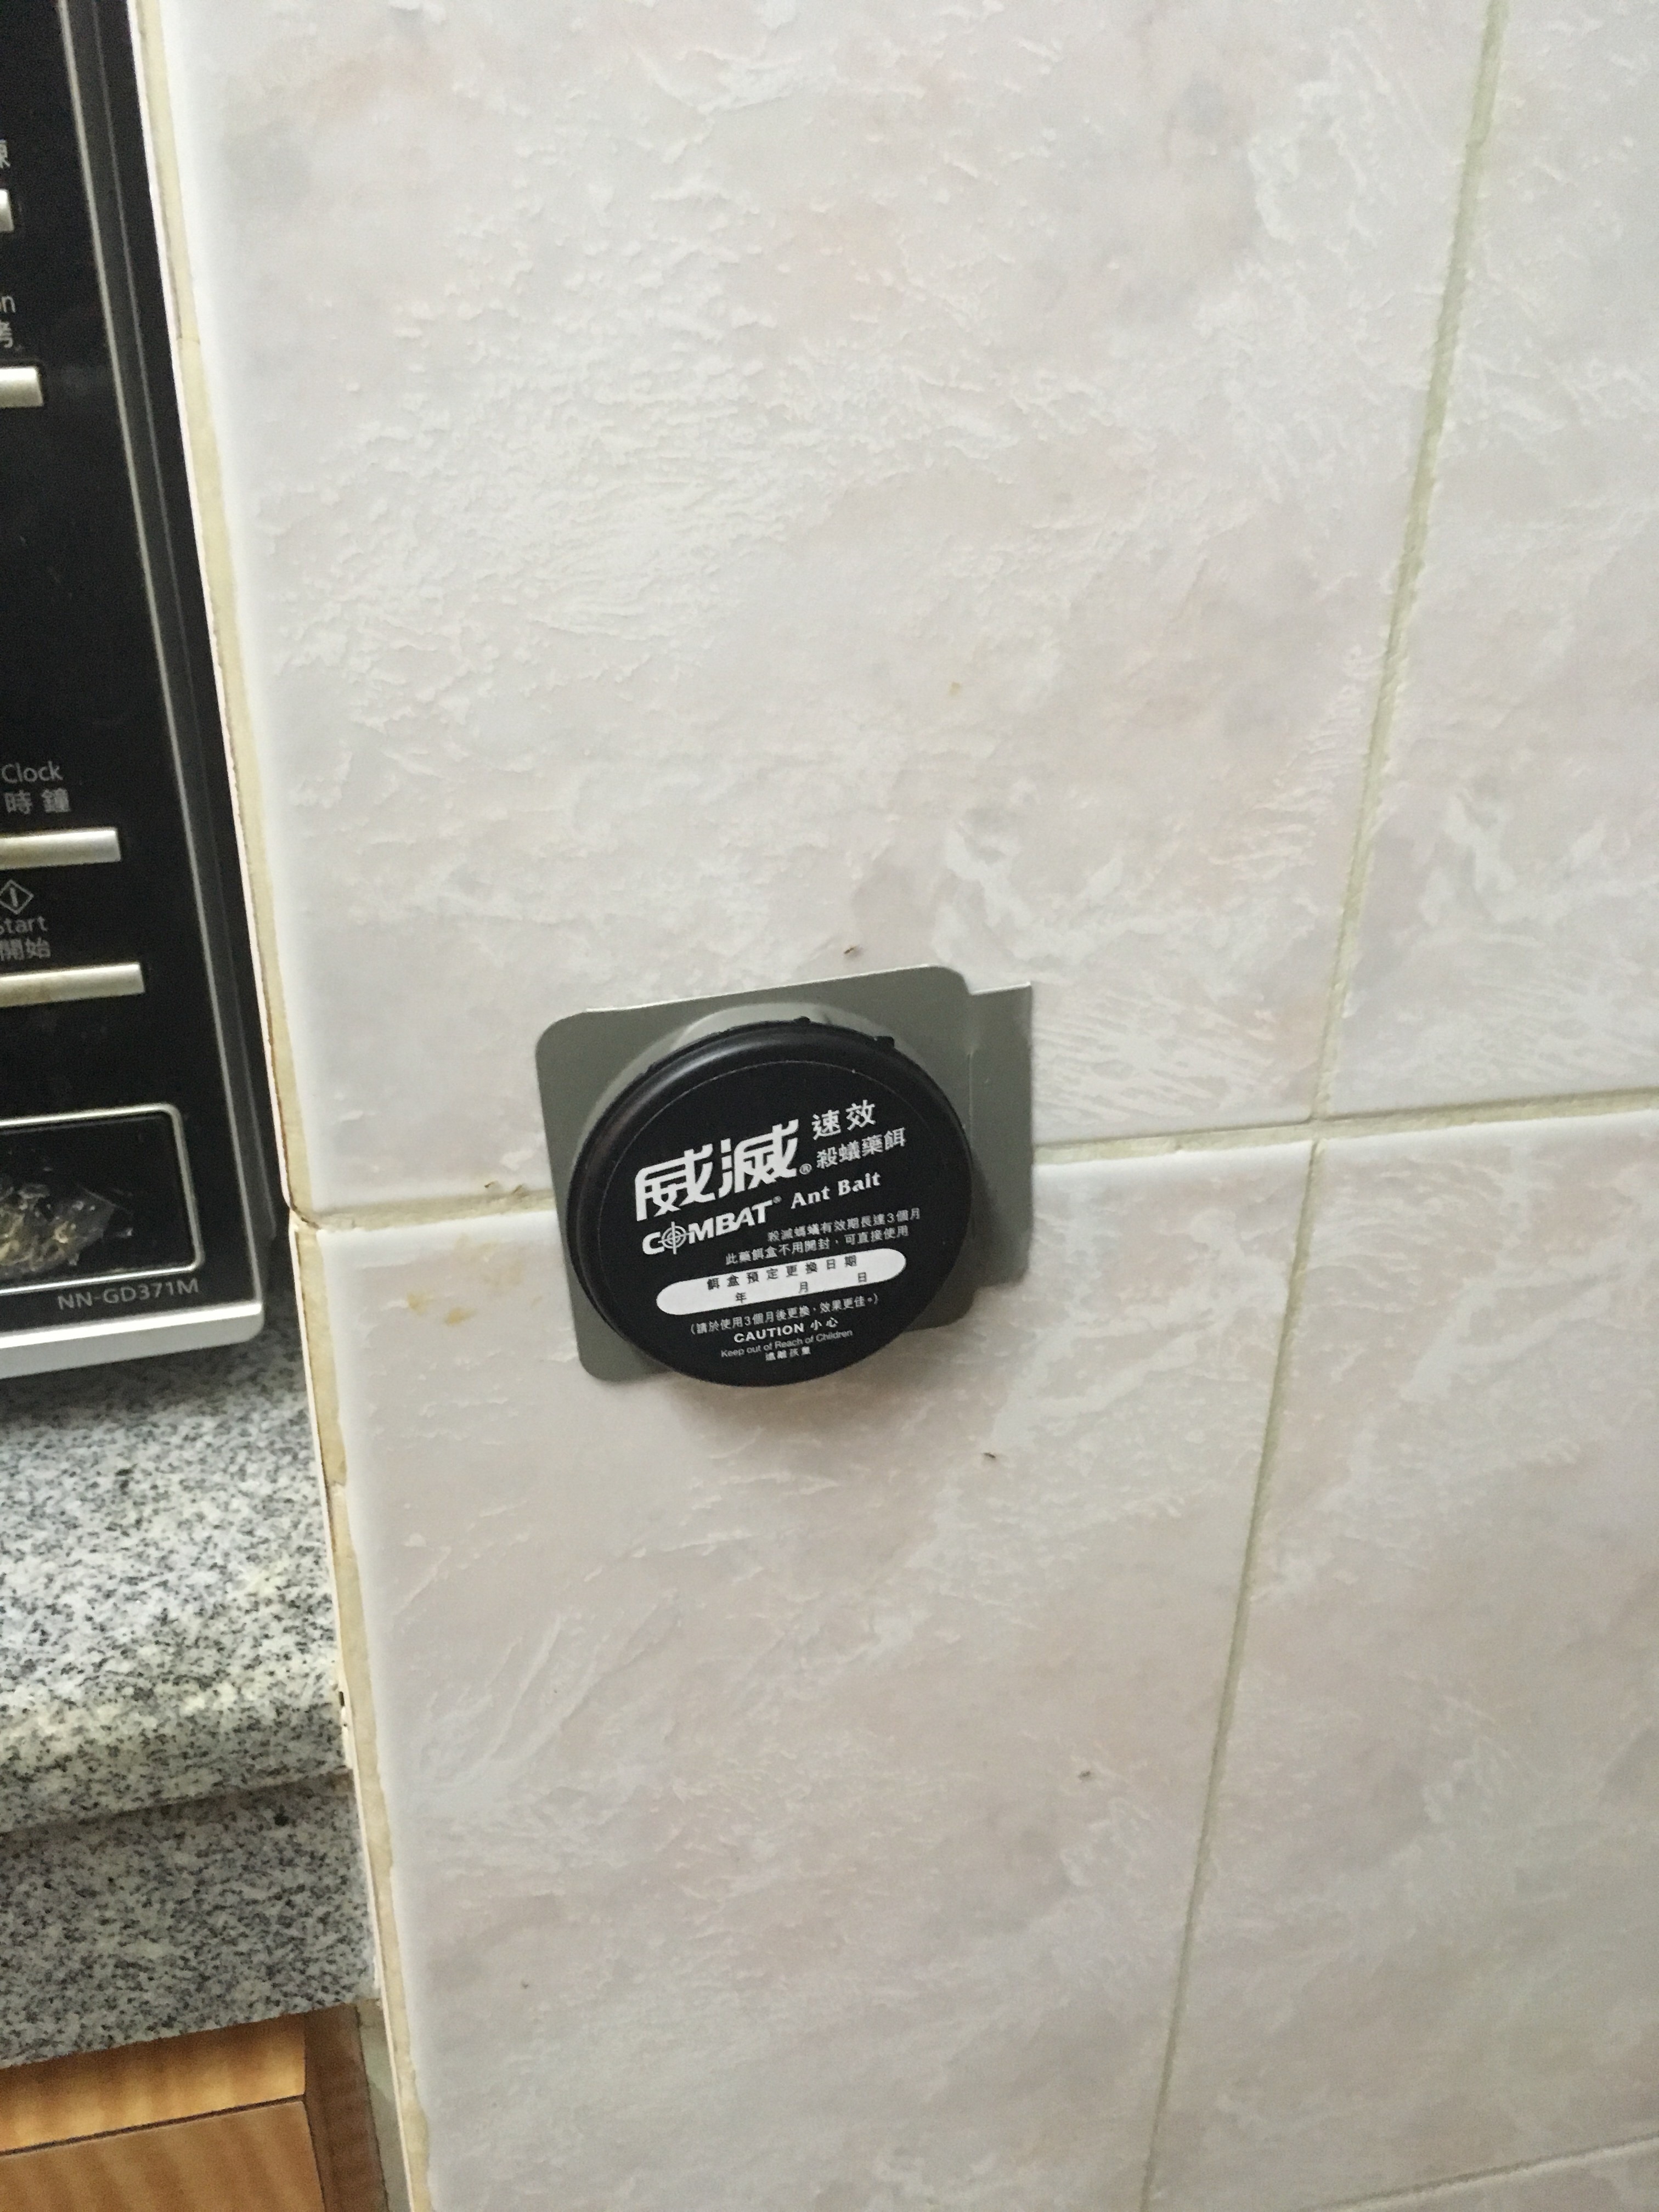 Clock
時鐘
Start
開始
NN-GD371M
威滅® 速效
殺蟻藥餌
COMBAT® Ant Bait
殺滅螞蟻有效期長達3個月
此藥餌盒不用開封，可直接使用
餌盒預定更換日期
年 月 日
(請於使用3個月後更換，效果更佳。)
CAUTION 小心
Keep out of Reach of Children
遠離孩童